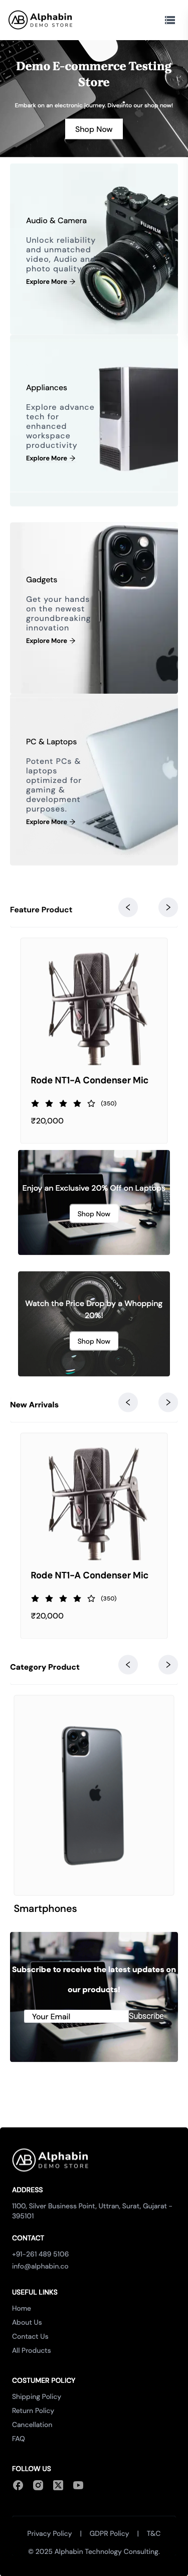 Alphabin
DEMO STORE
Demo E-commerce Testing
Store
Embark on an electronic journey. Dive into our shop now!
Shop Now
Audio & Camera
Unlock reliability
and unmatched
video, Audio and
photo quality
Explore More →
Appliances
Explore advance
tech for
enhanced
workspace
productivity
Explore More →
Gadgets
Get your hands
on the newest
groundbreaking
innovation
Explore More →
PC & Laptops
Potent PCs &
laptops
optimized for
gaming &
development
purposes.
Explore More →
Feature Product
Rode NT1-A Condenser Mic
(350)
₹20,000
Enjoy an Exclusive 20% Off on Laptops
Shop Now
SONY
Watch the Price Drop by a Whopping
25%!
Shop Now
New Arrivals
Rode NT1-A Condenser Mic
(350)
₹20,000
Category Product
Smartphones
Subscribe to receive the latest updates on
our products!
Your Email
Subscribe
Alphabin
DEMO STORE
ADDRESS
1100, Silver Business Point, Uttran, Surat, Gujarat -
395101
CONTACT
+91-261 489 5106
info@alphabin.co
USEFUL LINKS
Home
About Us
Contact Us
All Products
COSTUMER POLICY
Shipping Policy
Return Policy
Cancellation
FAQ
FOLLOW US
Privacy Policy | GDPR Policy | T&C
© 2025 Alphabin Technology Consulting.